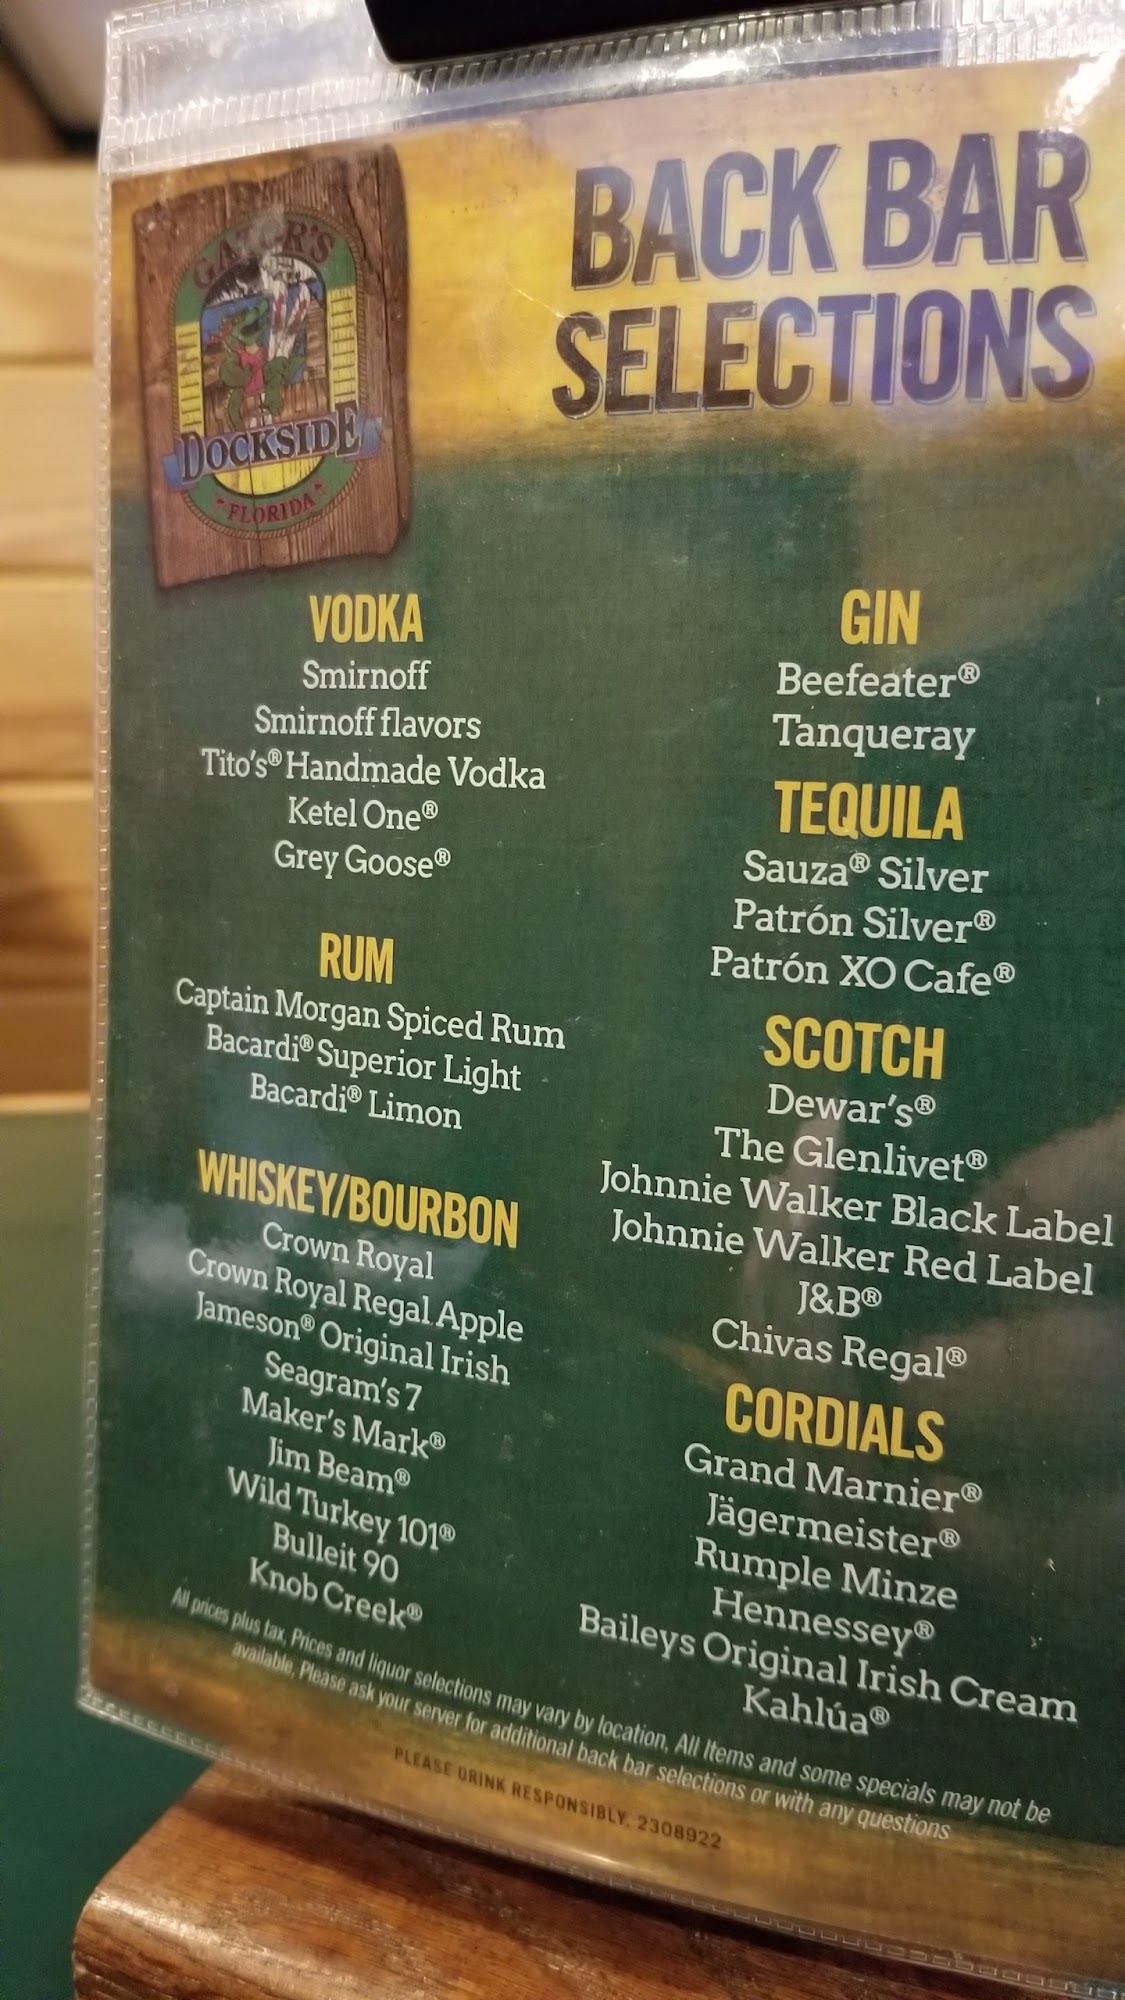 GATOR'S
DOCKSIDE
FLORIDA
BACK BAR
SELECTIONS
VODKA
Smirnoff
Smirnoff flavors
Tito's® Handmade Vodka
Ketel One®
Grey Goose®
RUM
Captain Morgan Spiced Rum
Bacardi® Superior Light
Bacardi® Limon
WHISKEY/BOURBON
Crown Royal
Crown Royal Regal Apple
Jameson® Original Irish
Seagram's 7
Maker's Mark®
Jim Beam®
Wild Turkey 101®
Bulleit 90
Knob Creek®
GIN
Beefeater®
Tanqueray
TEQUILA
Sauza® Silver
Patrón Silver®
Patrón XO Cafe®
SCOTCH
Dewar's®
The Glenlivet®
Johnnie Walker Black Label
Johnnie Walker Red Label
J&B®
Chivas Regal®
CORDIALS
Grand Marnier®
Jägermeister®
Rumple Minze
Hennessey®
Baileys Original Irish Cream
Kahlúa®
All prices plus tax, Prices and liquor selections may vary by location, All Items and some specials may not be
available, Please ask your server for additional back bar selections or with any questions
PLEASE DRINK RESPONSIBLY. 2308922